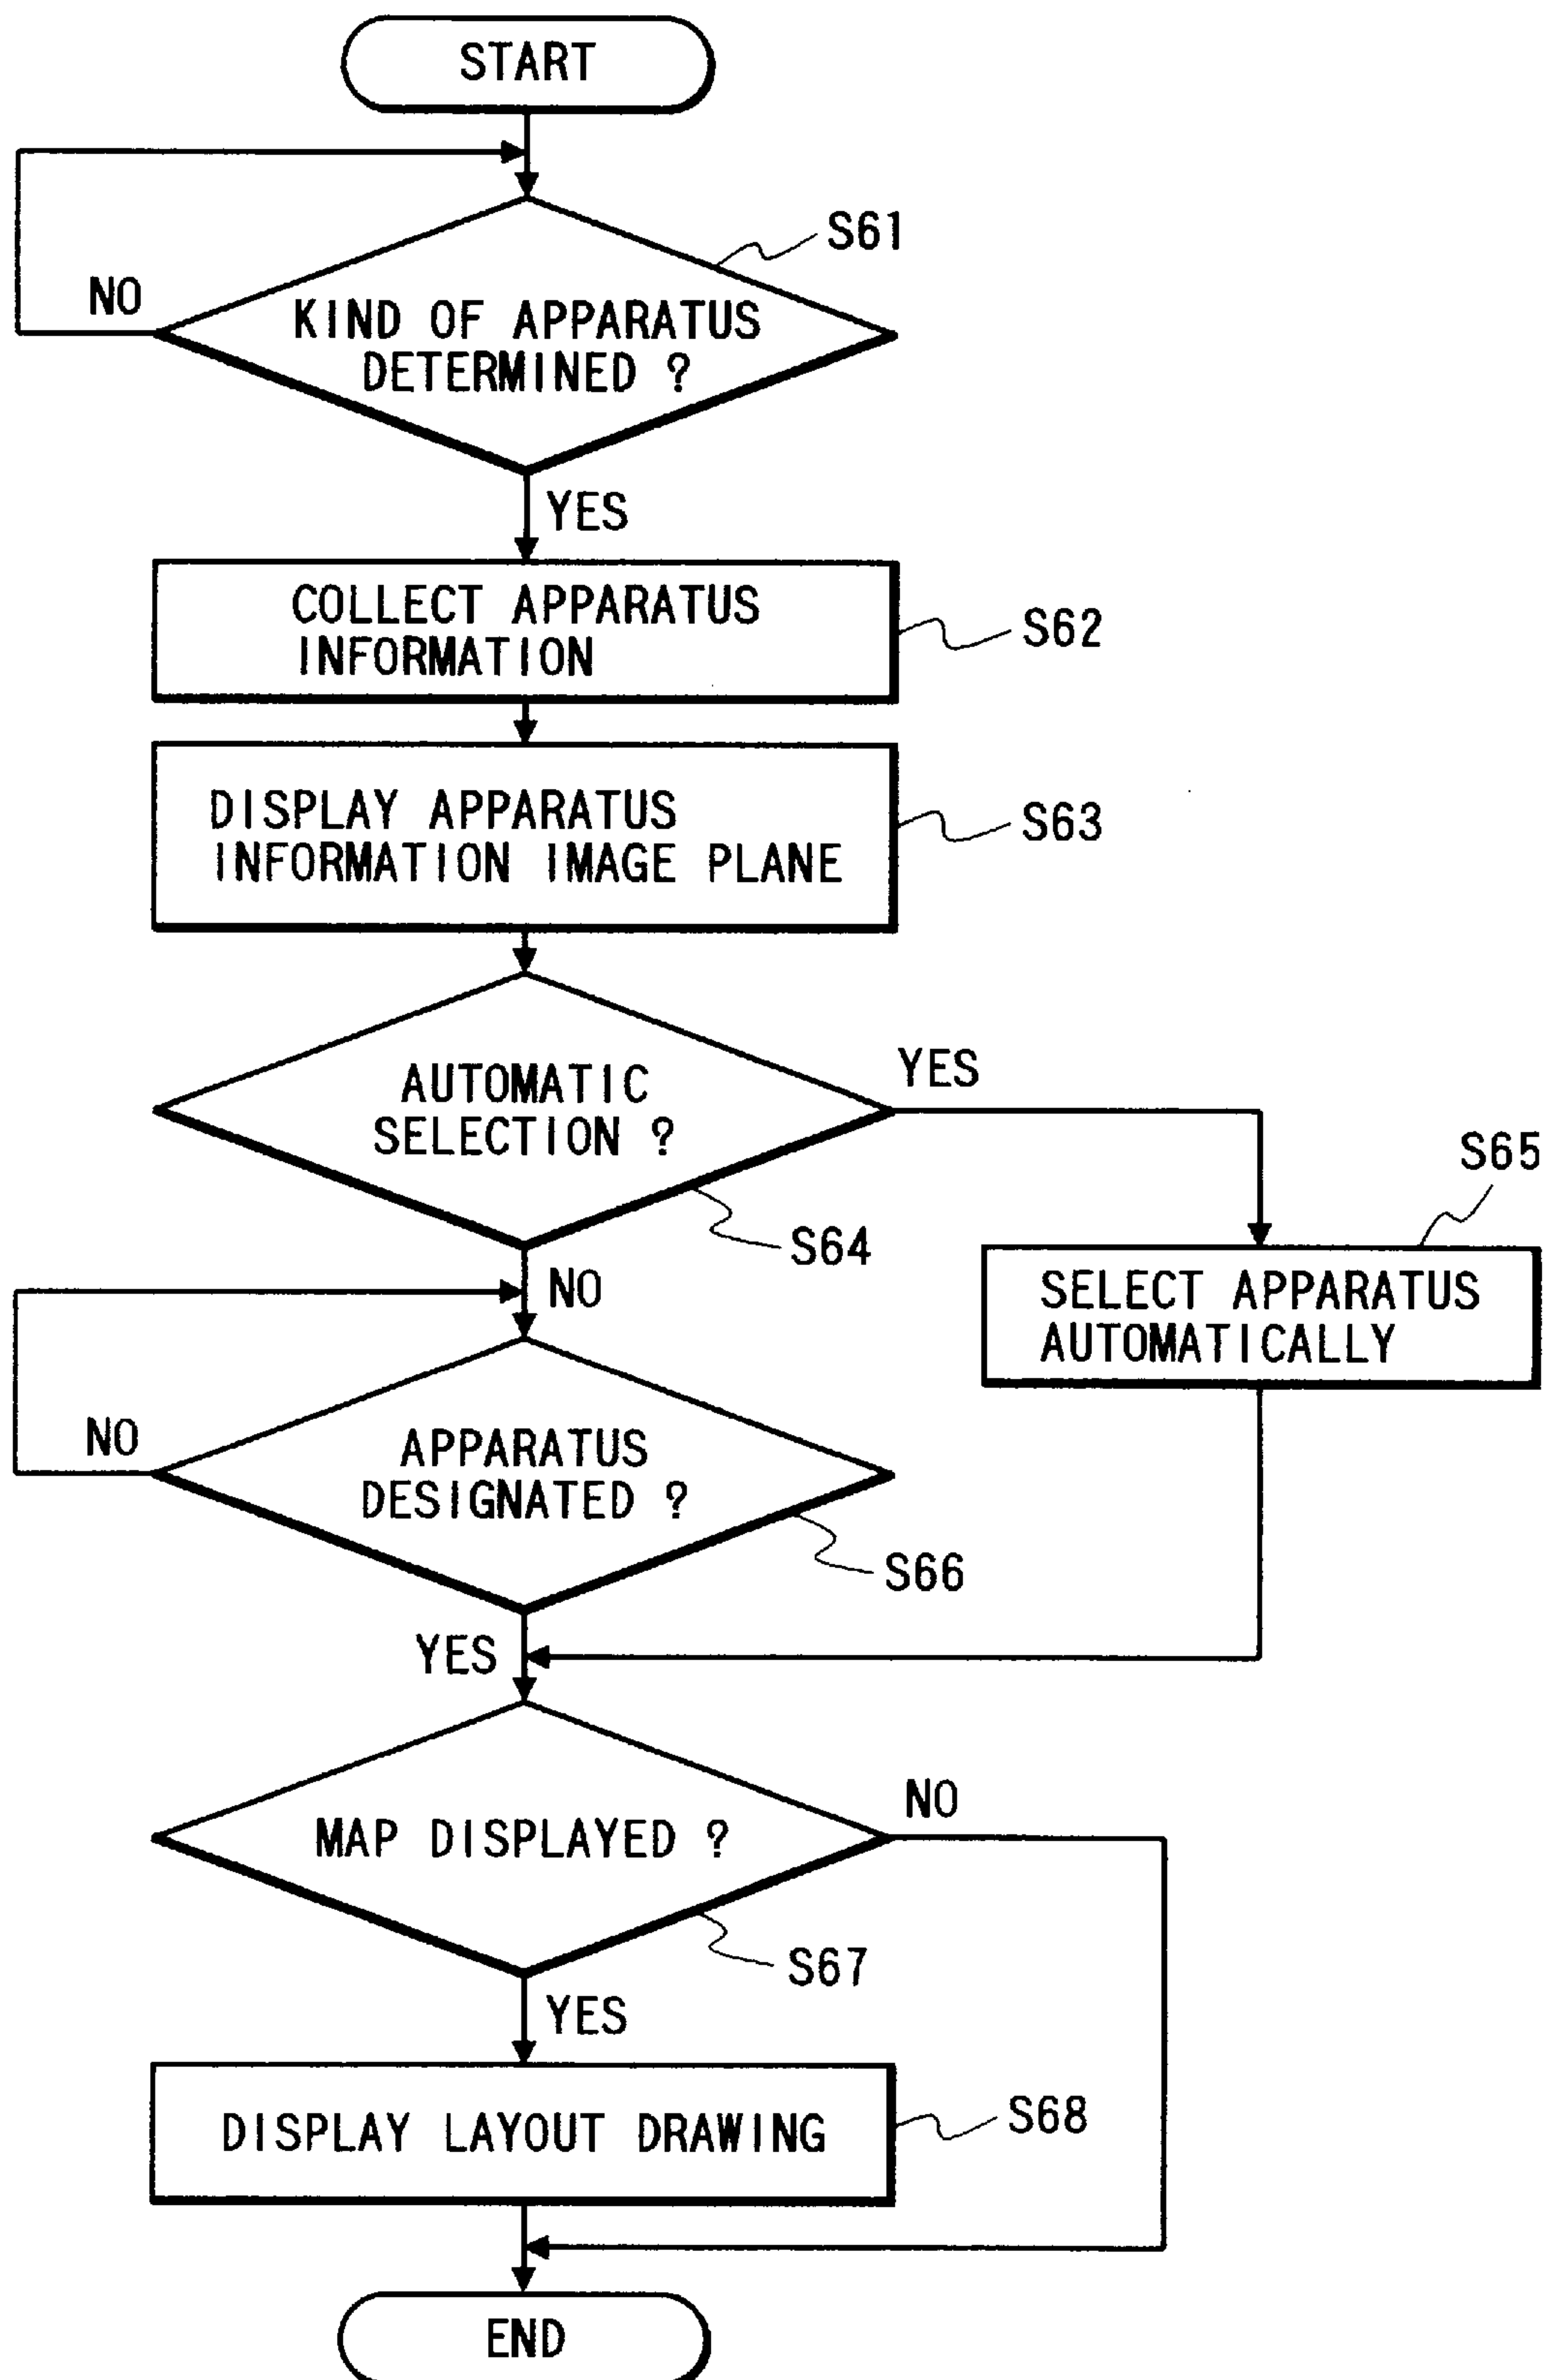 START
S61
NO
KIND OF APPARATUS
DETERMINED ?
YES
COLLECT APPARATUS
INFORMATION
S62
DISPLAY APPARATUS
INFORMATION IMAGE PLANE
S63
AUTOMATIC
SELECTION ?
YES
S64
S65
NO
SELECT APPARATUS
AUTOMATICALLY
NO
APPARATUS
DESIGNATED ?
S66
YES
MAP DISPLAYED ?
NO
S67
YES
DISPLAY LAYOUT DRAWING
S68
END